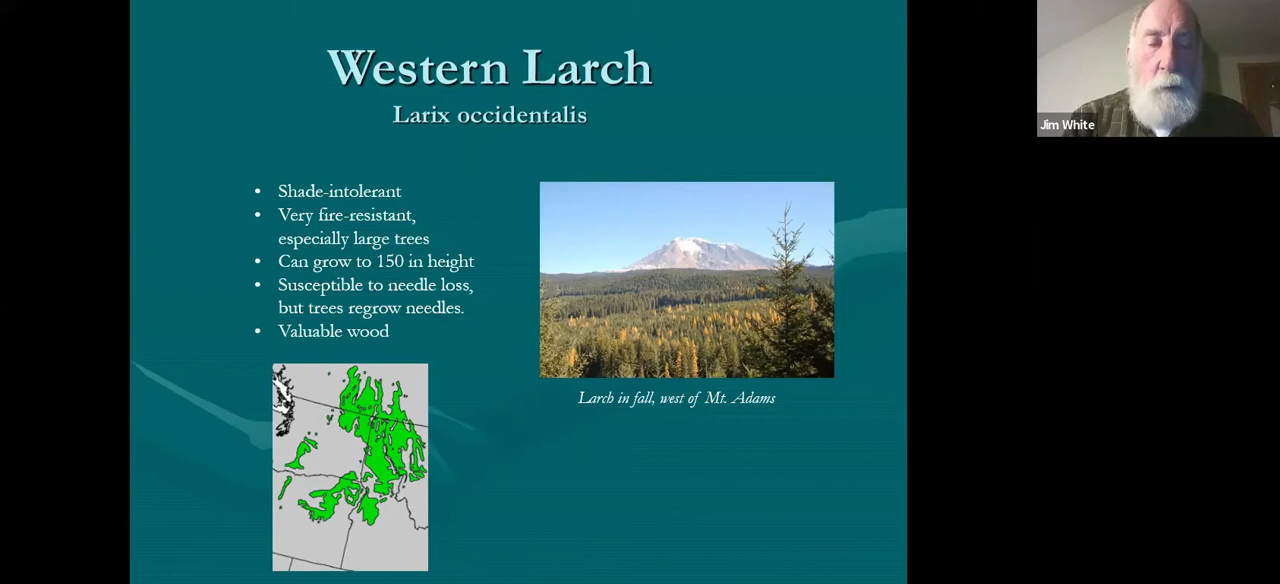 Western Larch
Larix occidentalis
• Shade-intolerant
• Very fire-resistant,
especially large trees
• Can grow to 150 in height
• Susceptible to needle loss,
but trees regrow needles.
• Valuable wood
Larch in fall, west of Mt. Adams
Jim White